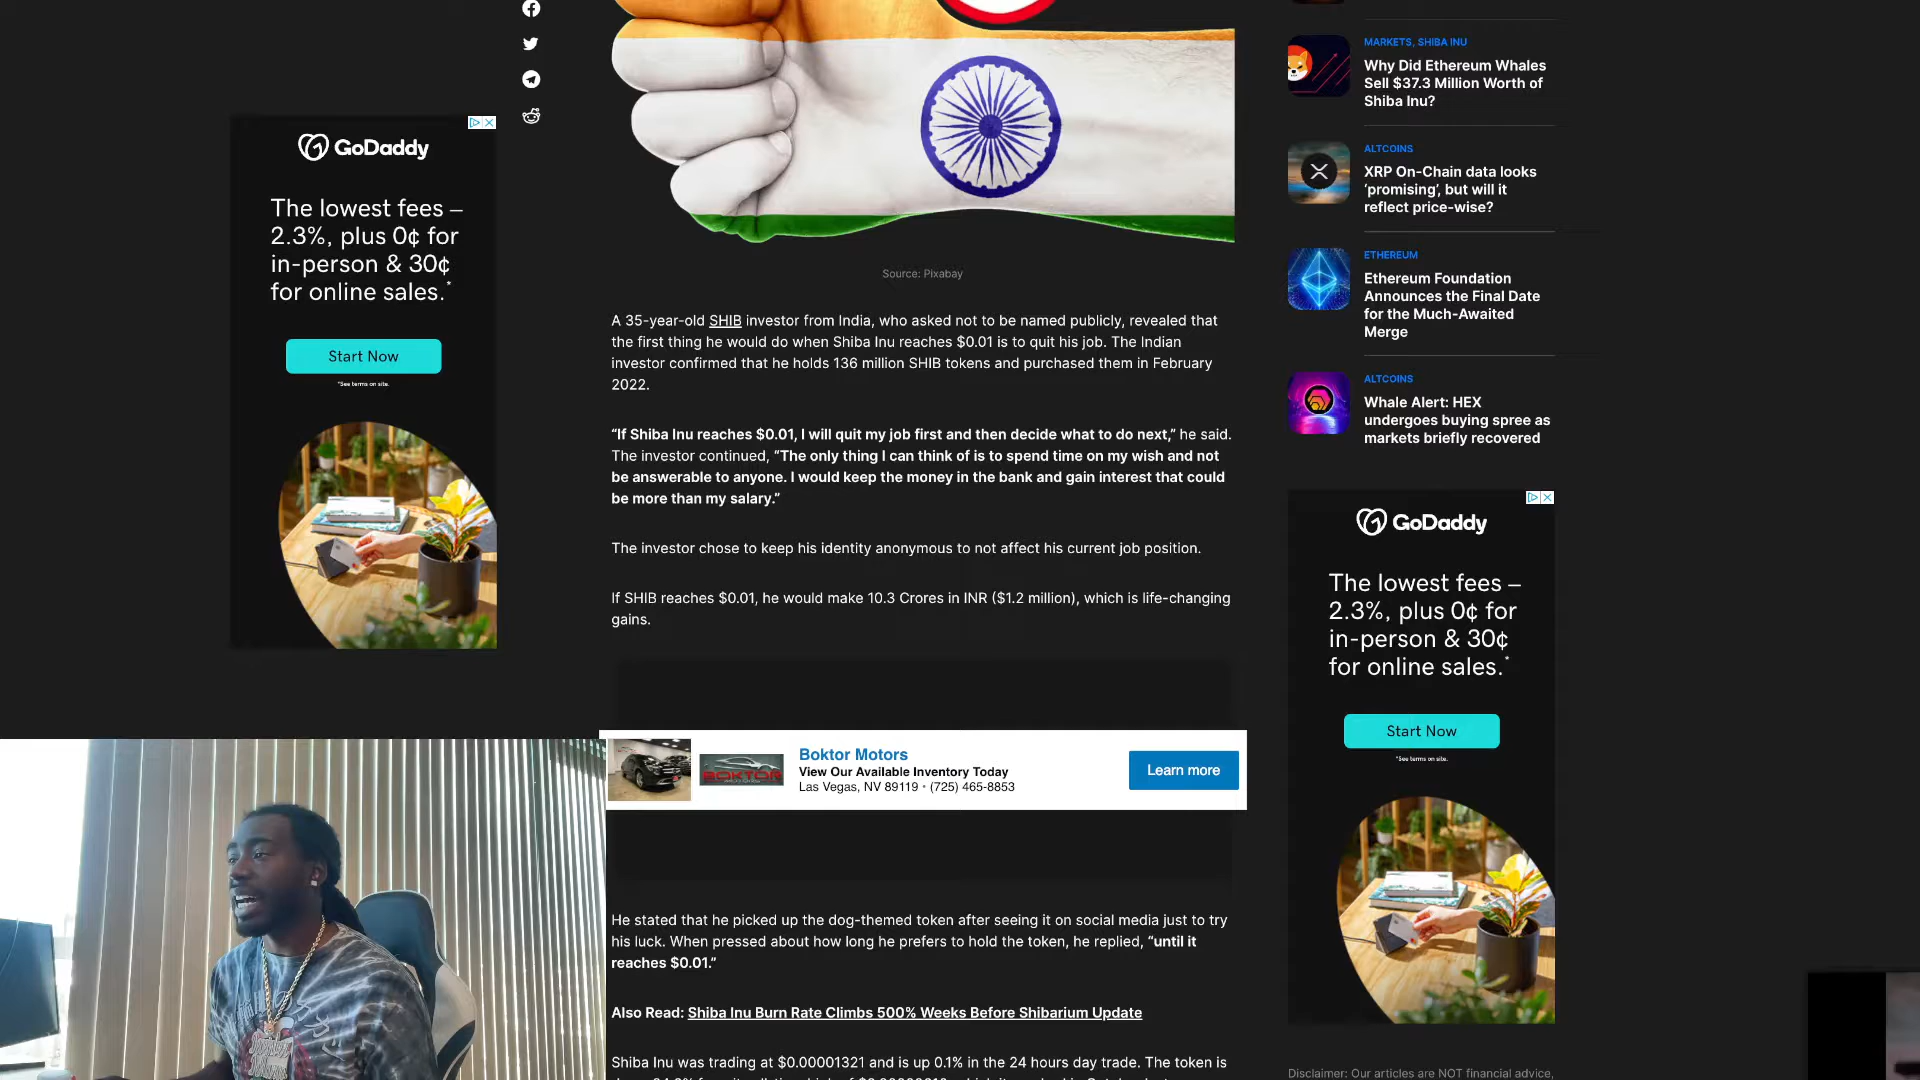 GoDaddy
The lowest fees –
2.3%, plus 0¢ for
in-person & 30¢
for online sales.*
Start Now
*See terms on site.
Source: Pixabay
A 35-year-old SHIB investor from India, who asked not to be named publicly, revealed that
the first thing he would do when Shiba Inu reaches $0.01 is to quit his job. The Indian
investor confirmed that he holds 136 million SHIB tokens and purchased them in February
2022.
“If Shiba Inu reaches $0.01, I will quit my job first and then decide what to do next,” he said.
The investor continued, “The only thing I can think of is to spend time on my wish and not
be answerable to anyone. I would keep the money in the bank and gain interest that could
be more than my salary.”
The investor chose to keep his identity anonymous to not affect his current job position.
If SHIB reaches $0.01, he would make 10.3 Crores in INR ($1.2 million), which is life-changing
gains.
BOKTOR
Boktor Motors
View Our Available Inventory Today
Las Vegas, NV 89119 • (725) 465-8853
Learn more
He stated that he picked up the dog-themed token after seeing it on social media just to try
his luck. When pressed about how long he prefers to hold the token, he replied, “until it
reaches $0.01.”
Also Read: Shiba Inu Burn Rate Climbs 500% Weeks Before Shibarium Update
Shiba Inu was trading at $0.00001321 and is up 0.1% in the 24 hours day trade. The token is
MARKETS, SHIBA INU
Why Did Ethereum Whales
Sell $37.3 Million Worth of
Shiba Inu?
ALTCOINS
XRP On-Chain data looks
‘promising’, but will it
reflect price-wise?
ETHEREUM
Ethereum Foundation
Announces the Final Date
for the Much-Awaited
Merge
ALTCOINS
Whale Alert: HEX
undergoes buying spree as
markets briefly recovered
GoDaddy
The lowest fees –
2.3%, plus 0¢ for
in-person & 30¢
for online sales.*
Start Now
*See terms on site.
Disclaimer: Our articles are NOT financial advice,